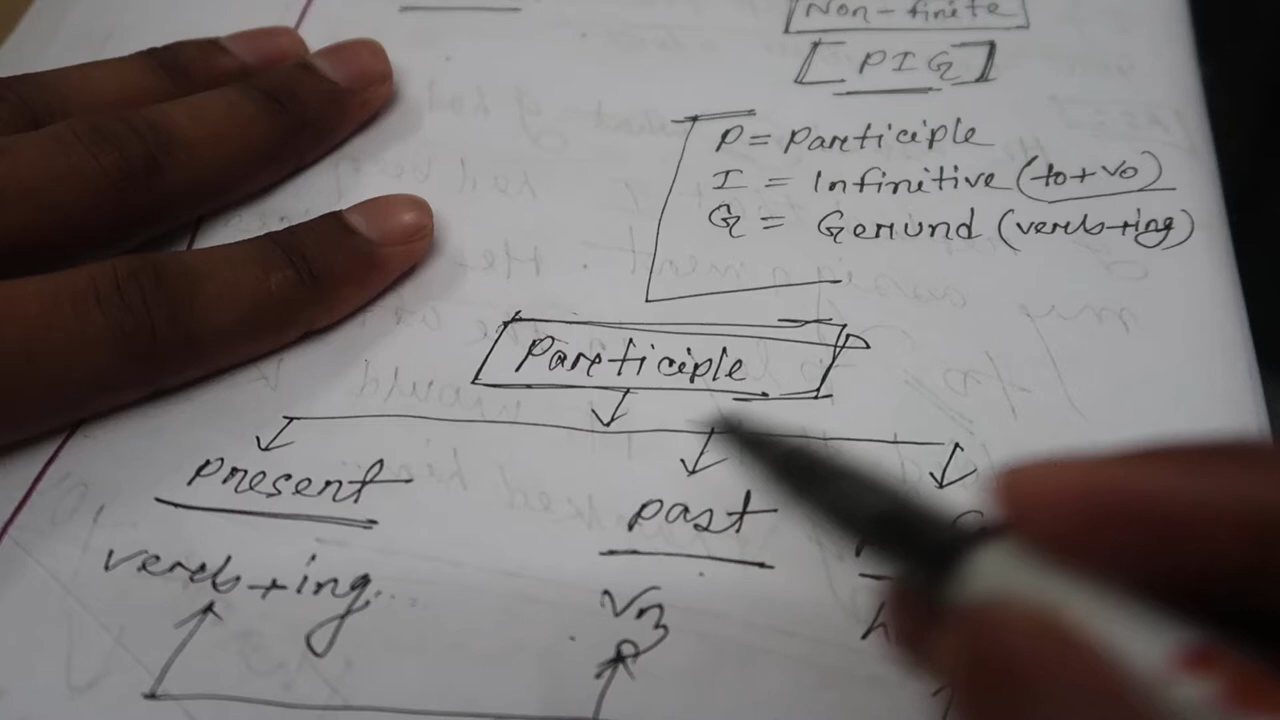 Non-finite
[PIG]
P = Participle
I = Infinitive (to+v0)
G = Gerund (verb+ing)
Participle
present
past
verb+ing...
V3